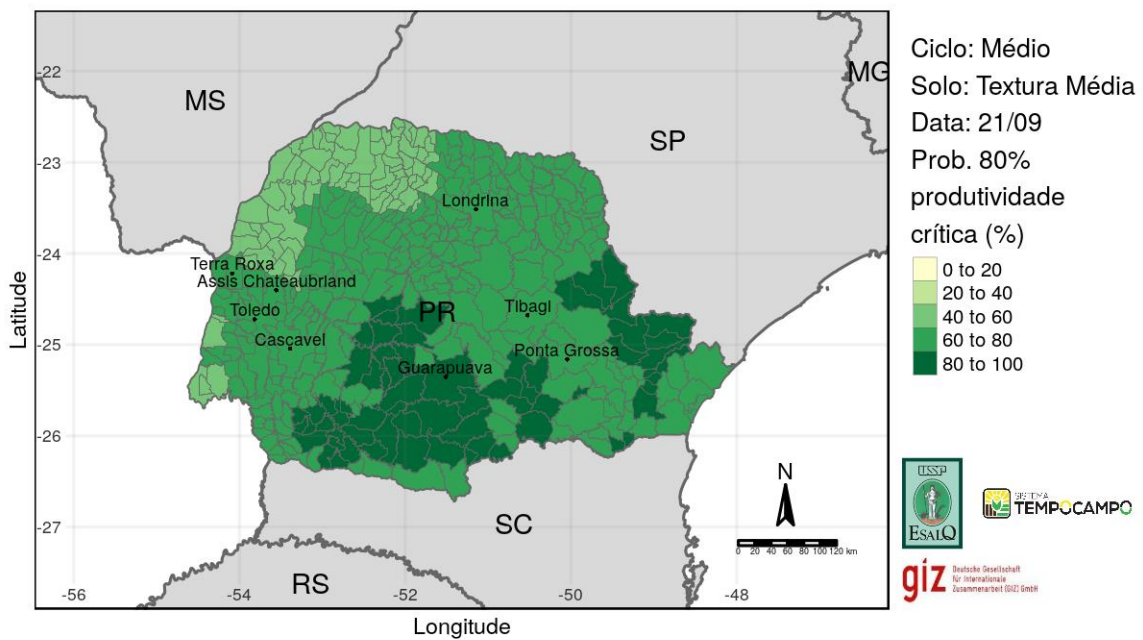 Ciclo: Médio
Solo: Textura Média
Data: 21/09
Prob. 80%
produtividade
crítica (%)
0 to 20
20 to 40
40 to 60
60 to 80
80 to 100
MS
MG
SP
Londrina
Terra Roxa
Assis Chateaubriand
Toledo
PR
Tibagi
Cascavel
Ponta Grossa
Guarapuava
SC
RS
N
0 20 40 60 80 100 120 km
-22
-23
-24
-25
-26
-27
Latitude
-56 -54 -52 -50 -48
Longitude
USP
ESALQ
SISTEMA
TEMPOCAMPO
giz
Deutsche Gesellschaft
für Internationale
Zusammenarbeit (GIZ) GmbH